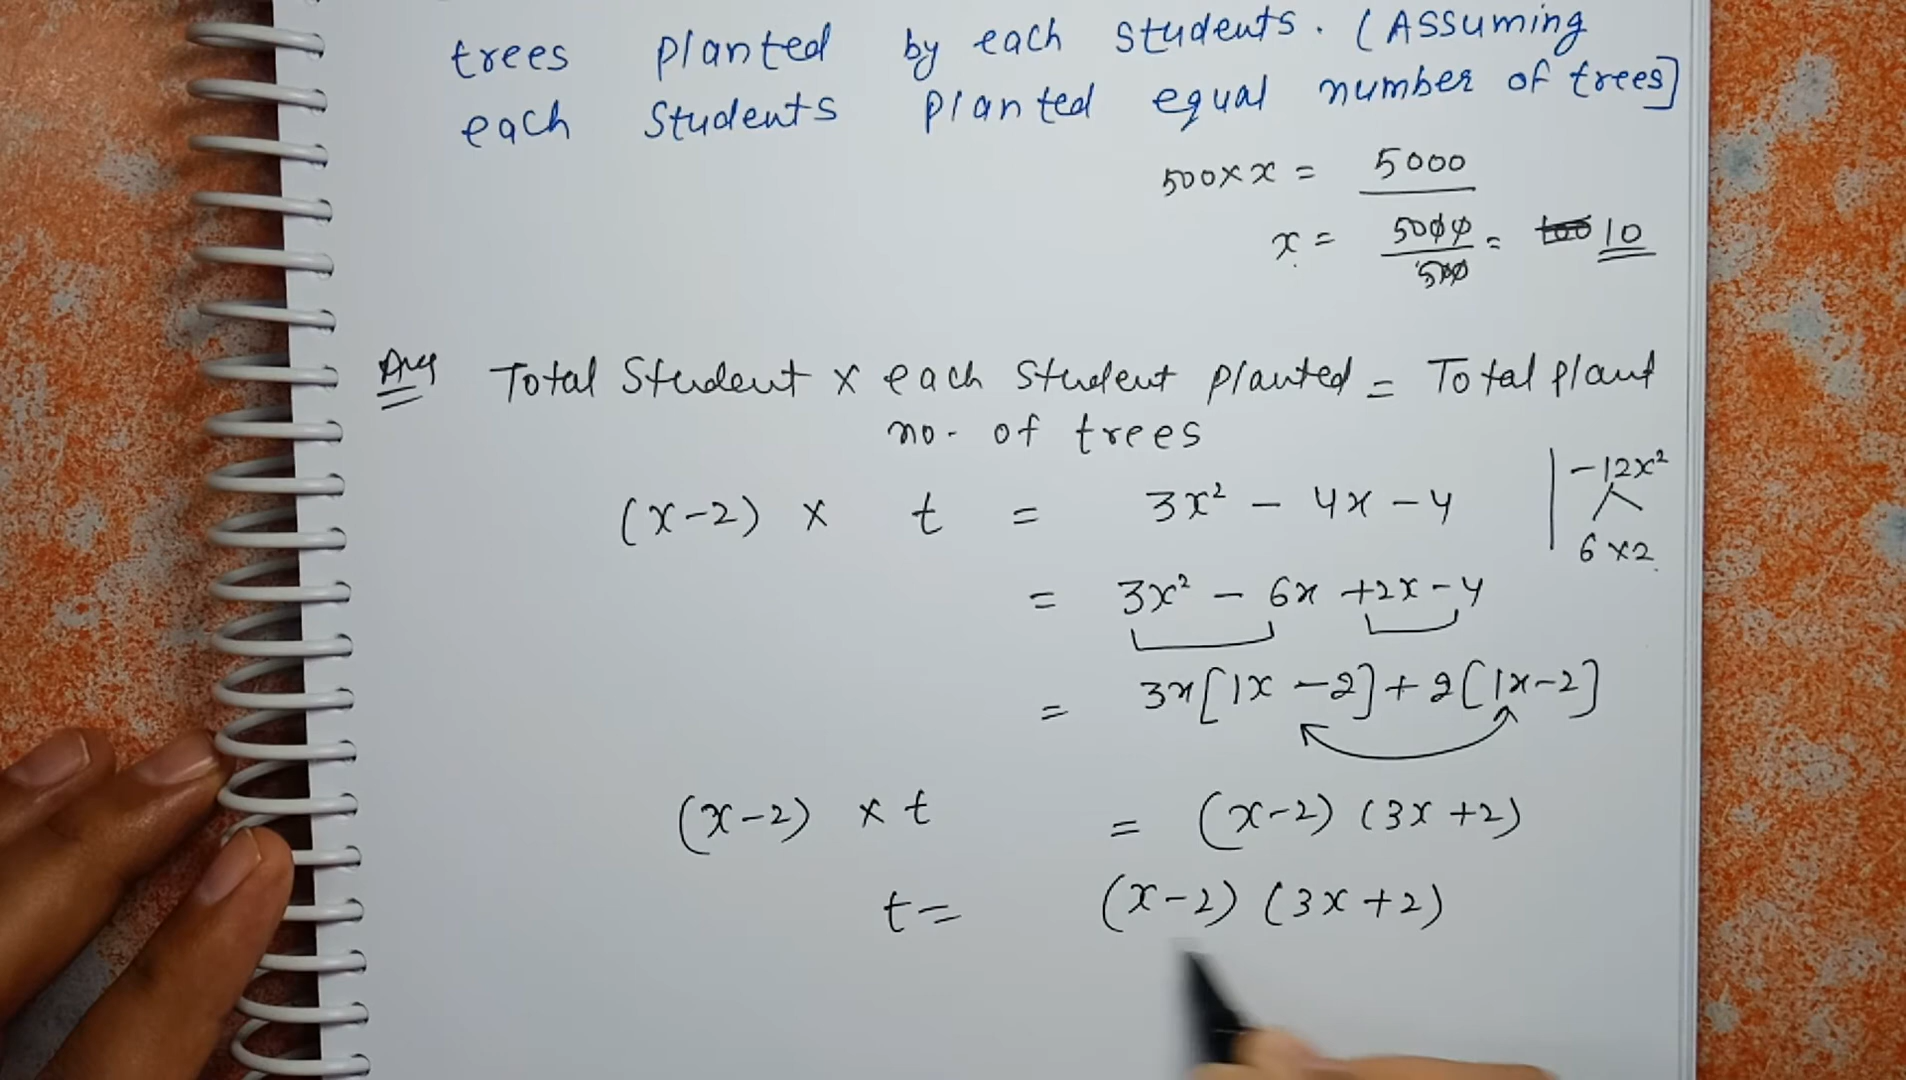 trees planted by each students. (Assuming
each students planted equal number of trees]
500 x x = 5000
x = 5000/500 = 10
Ans Total Student x each student planted = Total plant
no. of trees
(x-2) x t = 3x² - 4x - 4 | -12x²
6 x 2
= 3x² - 6x + 2x - 4
= 3x[1x - 2] + 2[1x - 2]
(x-2) x t = (x-2) (3x+2)
t = (x-2) (3x+2)